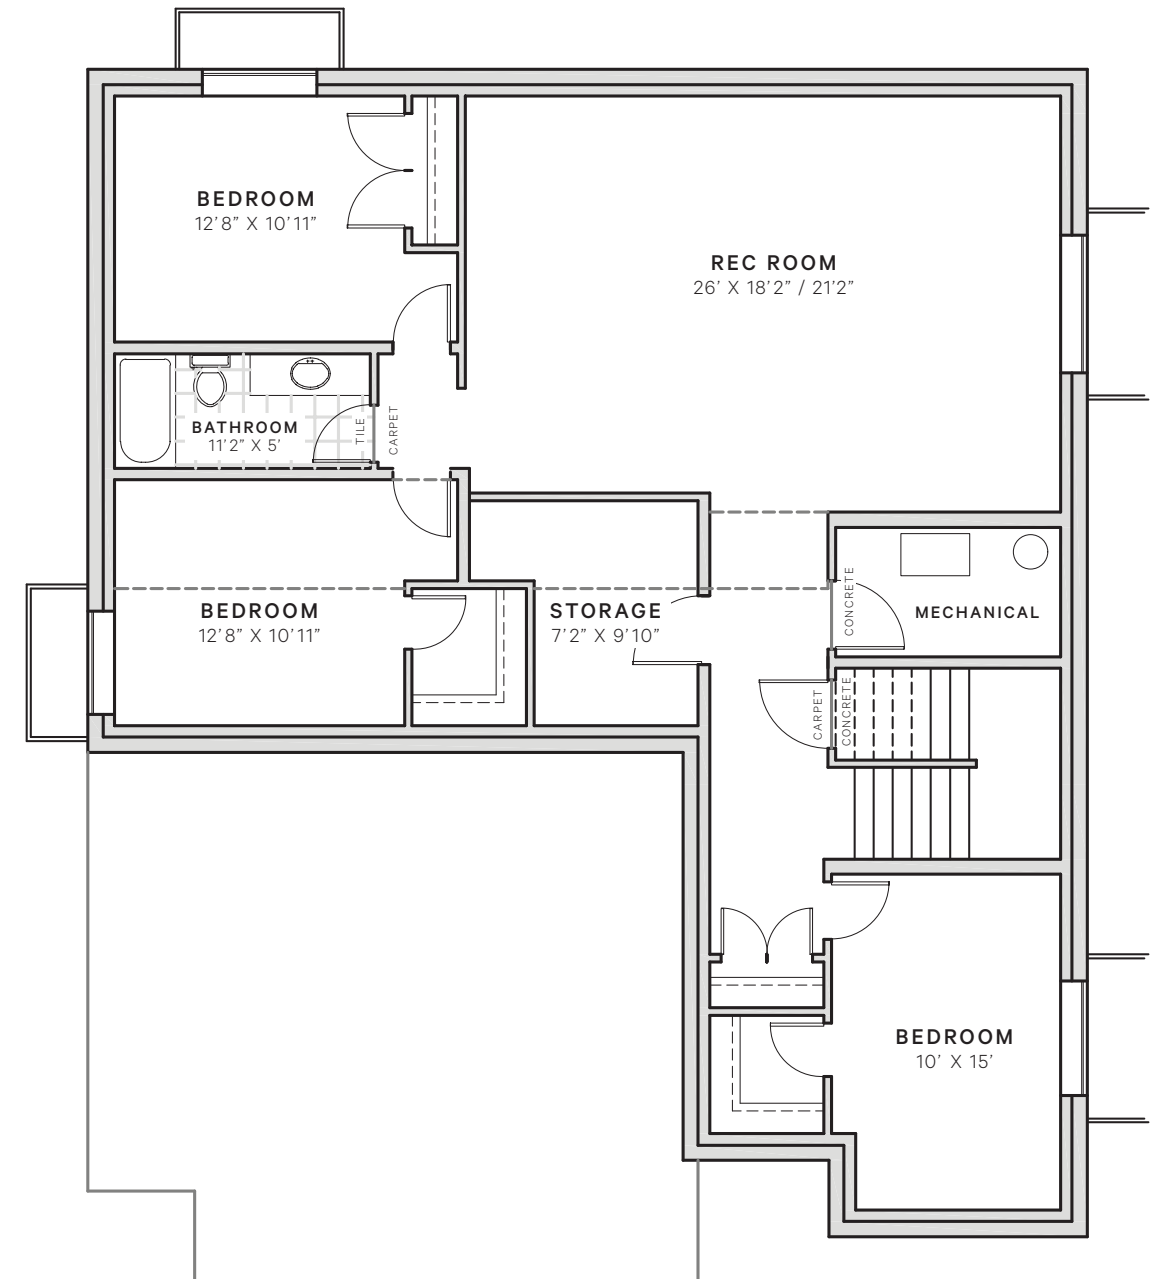 BEDROOM
12’8” X 10’11”
REC ROOM
26’ X 18’2” / 21’2”
BATHROOM
11’2” X 5’
TILE
CARPET
BEDROOM
12’8” X 10’11”
STORAGE
7’2” X 9’10”
CONCRETE
MECHANICAL
CARPET
CONCRETE
BEDROOM
10’ X 15’